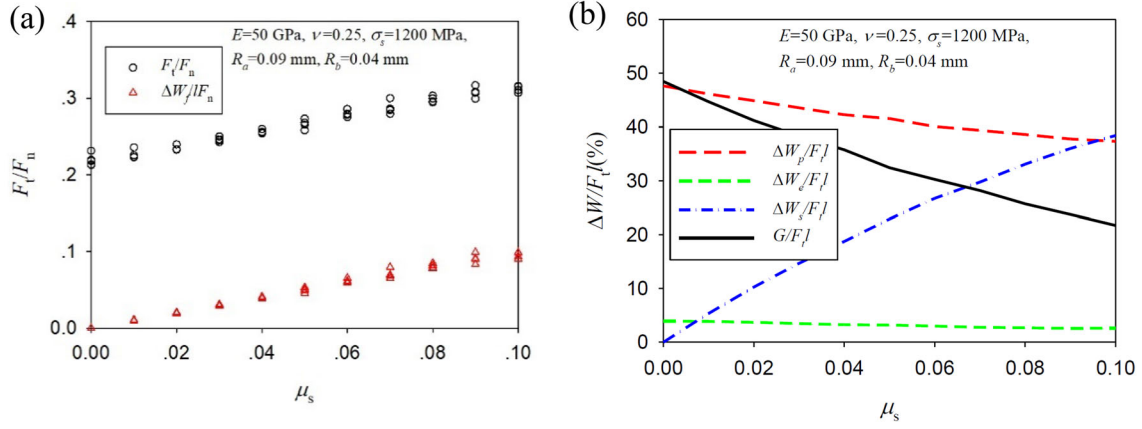 (a)
E=50 GPa, ν=0.25, σs=1200 MPa,
Ra=0.09 mm, Rb=0.04 mm
Ft/Fn
ΔWf/lFn
.4
.3
.2
.1
0.0
Ft/Fn
0.00 .02 .04 .06 .08 .10
μs
(b)
E=50 GPa, ν=0.25, σs=1200 MPa,
Ra=0.09 mm, Rb=0.04 mm
60
50
40
30
20
10
0
ΔW/Ftl(%)
ΔWp/Ftl
ΔWe/Ftl
ΔWs/Ftl
G/Ftl
0.00 0.02 0.04 0.06 0.08 0.10
μs